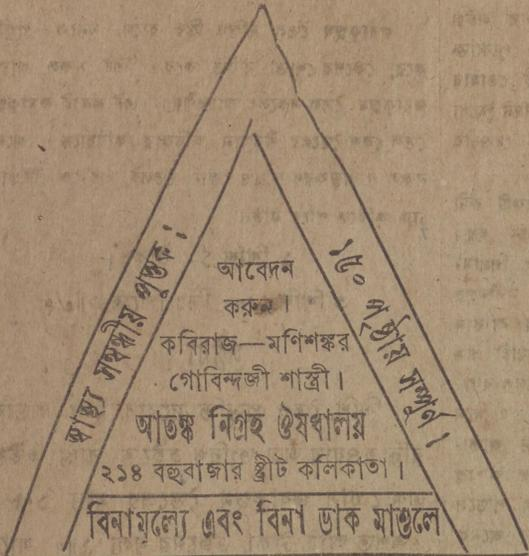 স্বাস্থ্য সম্বন্ধীয় পুস্তক।
পৃষ্ঠায় সম্পূর্ণ।
আবেদন
করুন।
কবিরাজ—মণিশঙ্কর
গোবিন্দজী শাস্ত্রী।
আতঙ্ক নিগ্রহ ঔষধালয়
২১৪ বহুবাজার ষ্ট্রীট কলিকাতা।
বিনামূল্যে এবং বিনা ডাক মাশুলে